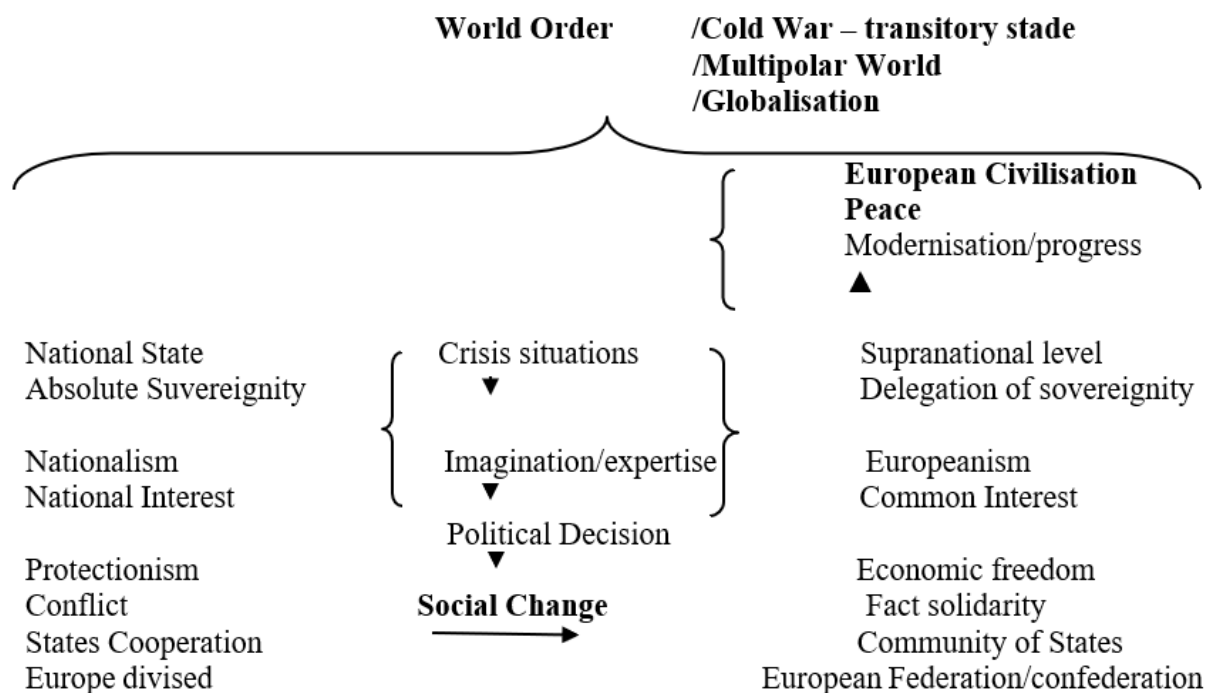 World Order /Cold War – transitory stade
/Multipolar World
/Globalisation
European Civilisation
Peace
Modernisation/progress
National State Crisis situations Supranational level
Absolute Suvereignity Delegation of sovereignity
Nationalism Imagination/expertise Europeanism
National Interest Common Interest
Political Decision
Protectionism Economic freedom
Conflict Social Change Fact solidarity
States Cooperation Community of States
Europe divised European Federation/confederation